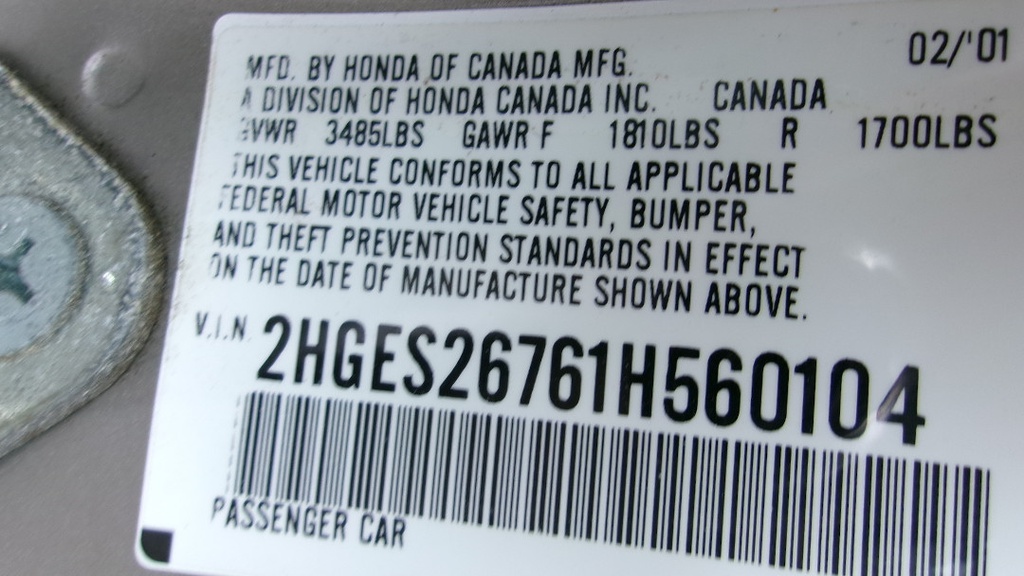 02/'01
MFD. BY HONDA OF CANADA MFG.
A DIVISION OF HONDA CANADA INC. CANADA
GVWR 3485LBS GAWR F 1810LBS R 1700LBS
THIS VEHICLE CONFORMS TO ALL APPLICABLE
FEDERAL MOTOR VEHICLE SAFETY, BUMPER,
AND THEFT PREVENTION STANDARDS IN EFFECT
ON THE DATE OF MANUFACTURE SHOWN ABOVE.
V.I.N. 2HGES26761H560104
PASSENGER CAR